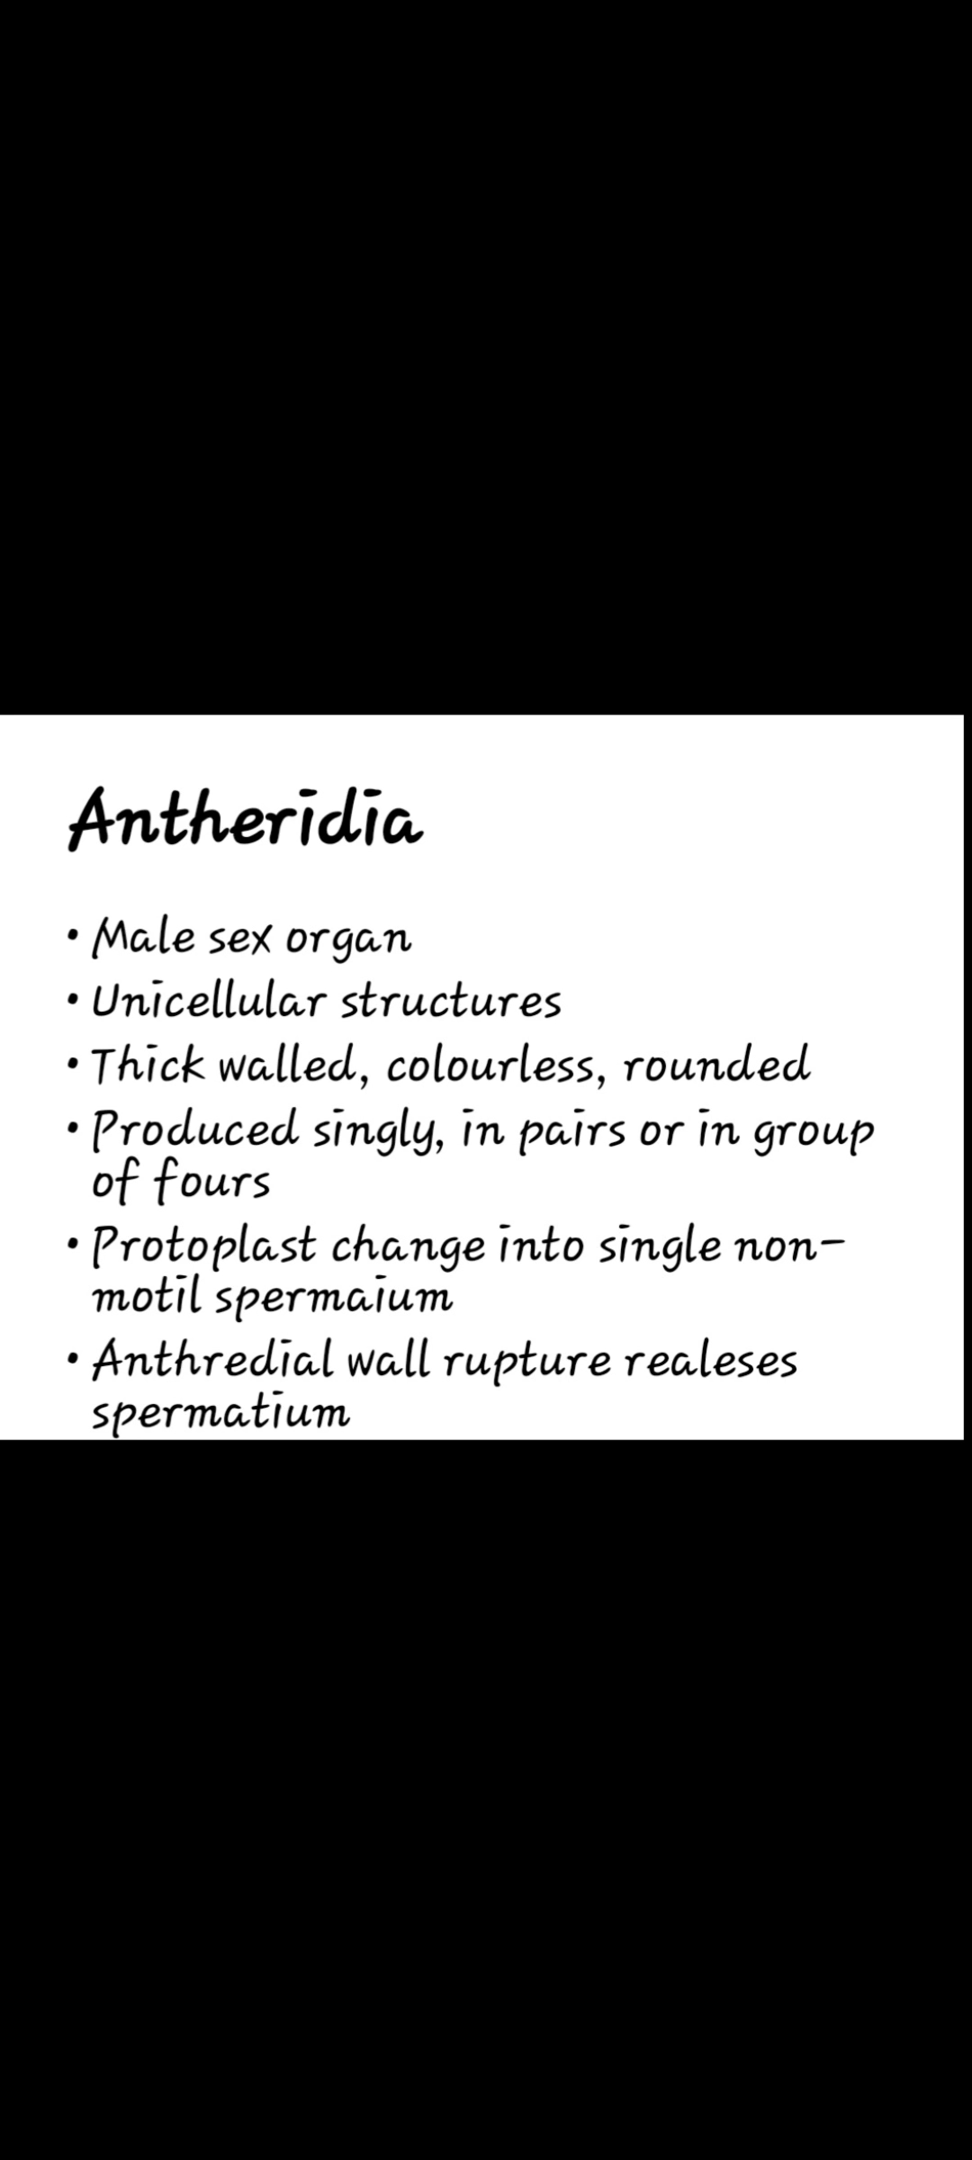 Antheridia
• Male sex organ
• Unicellular structures
• Thick walled, colourless, rounded
• Produced singly, in pairs or in group
of fours
• Protoplast change into single non-
motil spermaium
• Anthredial wall rupture realeses
spermatium